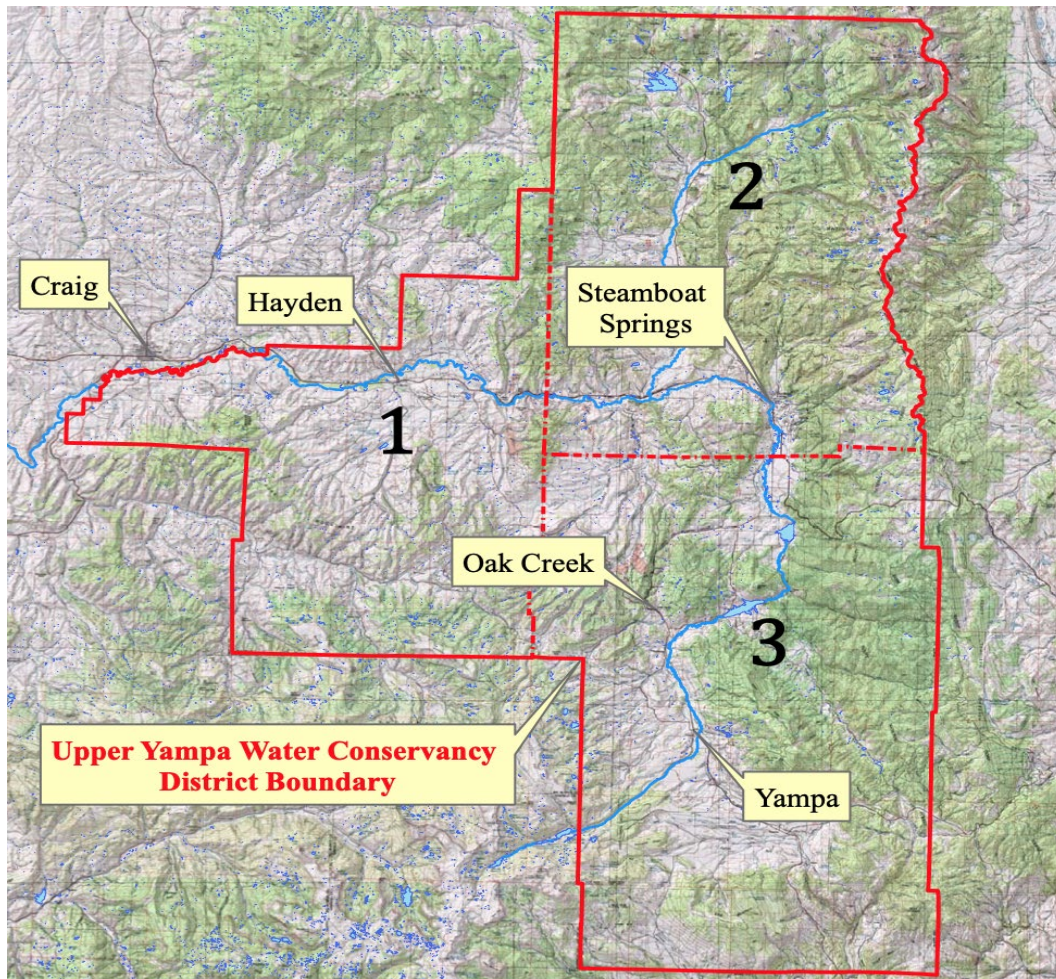 2
Craig
Hayden
Steamboat
Springs
1
Oak Creek
3
Upper Yampa Water Conservancy
District Boundary
Yampa